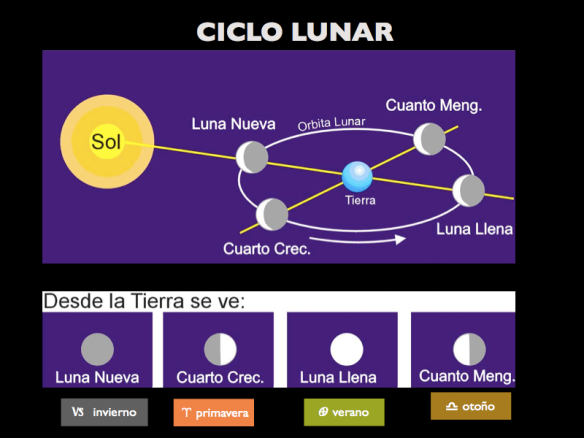 CICLO LUNAR
Cuanto Meng.
Luna Nueva
Orbita Lunar
Sol
Tierra
Luna Llena
Cuarto Crec.
Desde la Tierra se ve:
Luna Nueva
Cuarto Crec.
Luna Llena
Cuanto Meng.
♑ invierno
♈ primavera
♋ verano
♎ otoño